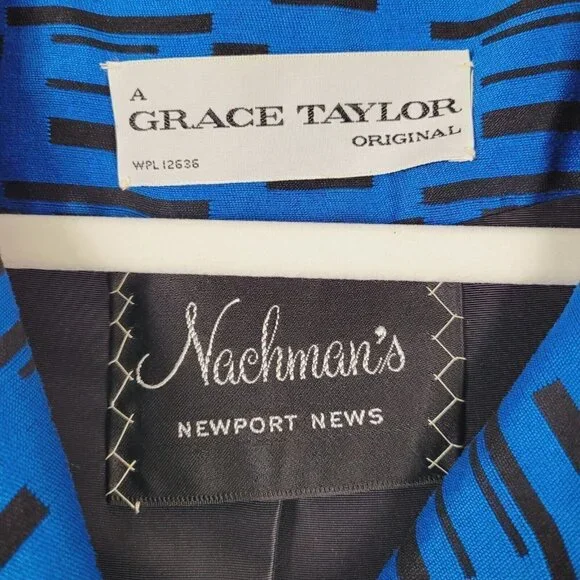 A
GRACE TAYLOR
ORIGINAL
WPL 12636
Nachman's
NEWPORT NEWS